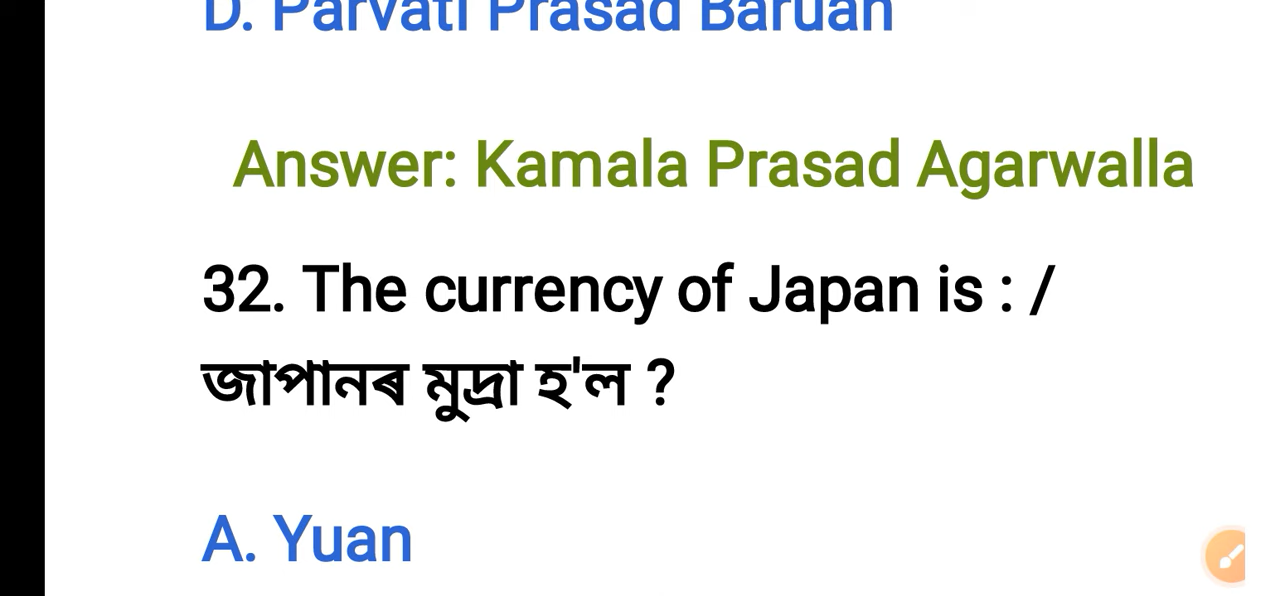 D. Parvati Prasad Baruah
Answer: Kamala Prasad Agarwalla
32. The currency of Japan is : /
জাপানৰ মুদ্ৰা হ'ল ?
A. Yuan